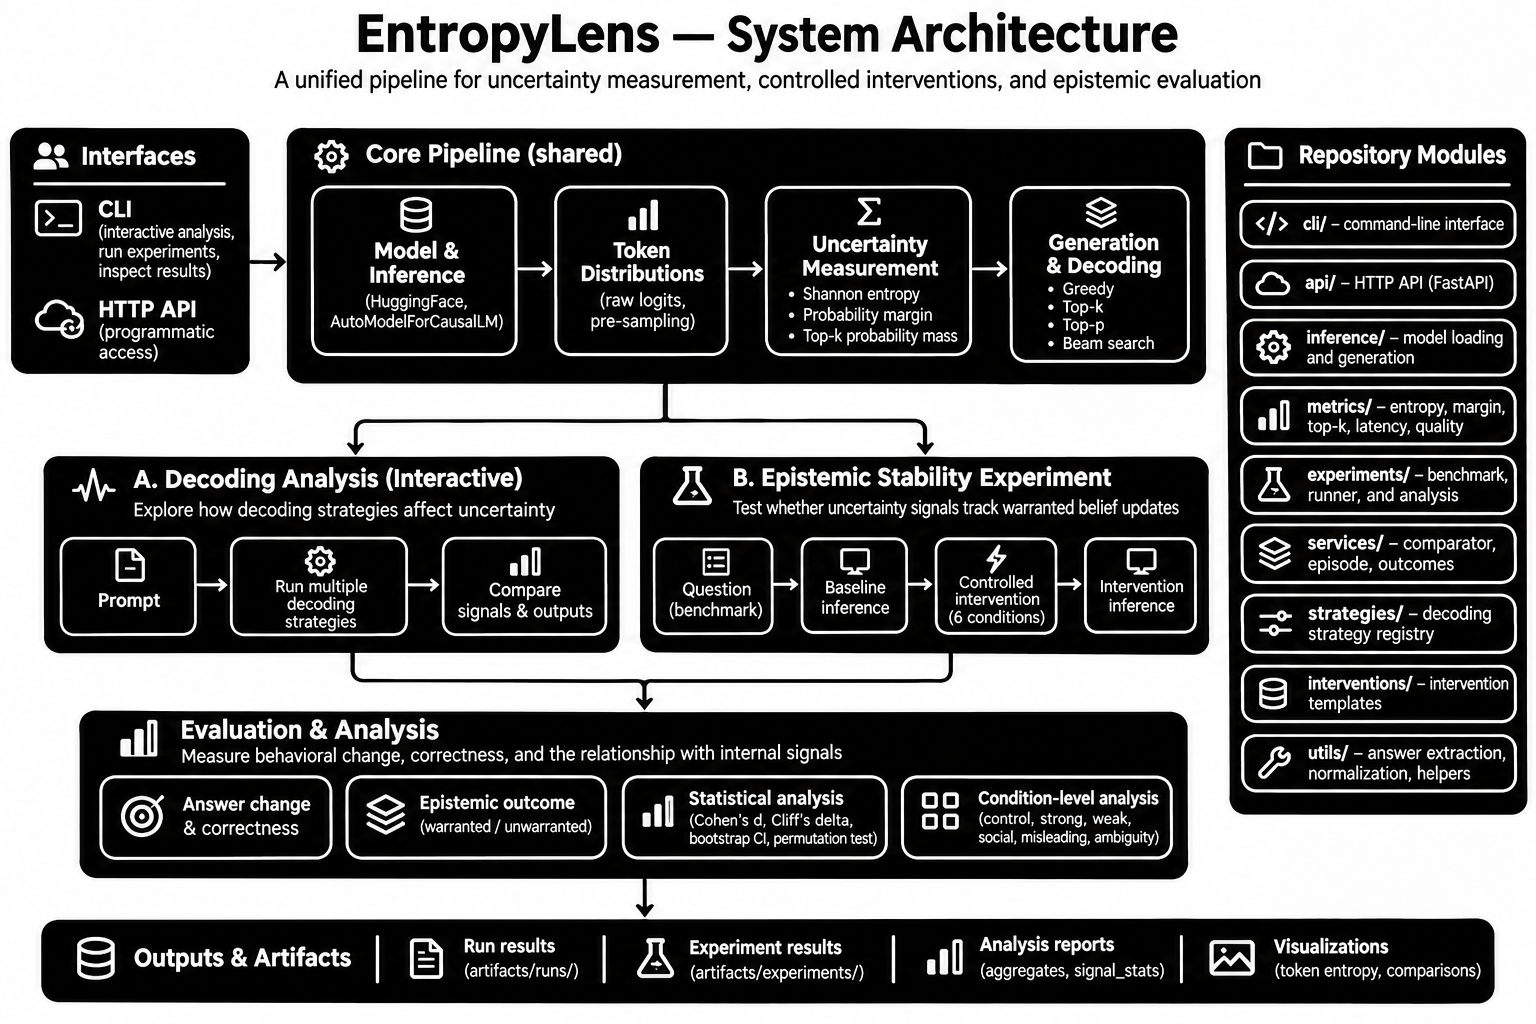 EntropyLens — System Architecture
A unified pipeline for uncertainty measurement, controlled interventions, and epistemic evaluation
Interfaces
CLI
(interactive analysis,
run experiments,
inspect results)
HTTP API
(programmatic
access)
Core Pipeline (shared)
Model &
Inference
(HuggingFace,
AutoModelForCausalLM)
Token
Distributions
(raw logits,
pre-sampling)
Σ
Uncertainty
Measurement
• Shannon entropy
• Probability margin
• Top-k probability mass
Generation
& Decoding
• Greedy
• Top-k
• Top-p
• Beam search
Repository Modules
cli/ – command-line interface
api/ – HTTP API (FastAPI)
inference/ – model loading
and generation
metrics/ – entropy, margin,
top-k, latency, quality
experiments/ – benchmark,
runner, and analysis
services/ – comparator,
episode, outcomes
strategies/ – decoding
strategy registry
interventions/ – intervention
templates
utils/ – answer extraction,
normalization, helpers
A. Decoding Analysis (Interactive)
Explore how decoding strategies affect uncertainty
Prompt
Run multiple
decoding
strategies
Compare
signals & outputs
B. Epistemic Stability Experiment
Test whether uncertainty signals track warranted belief updates
Question
(benchmark)
Baseline
inference
Controlled
intervention
(6 conditions)
Intervention
inference
Evaluation & Analysis
Measure behavioral change, correctness, and the relationship with internal signals
Answer change
& correctness
Epistemic outcome
(warranted / unwarranted)
Statistical analysis
(Cohen's d, Cliff's delta,
bootstrap CI, permutation test)
Condition-level analysis
(control, strong, weak,
social, misleading, ambiguity)
Outputs & Artifacts
Run results
(artifacts/runs/)
Experiment results
(artifacts/experiments/)
Analysis reports
(aggregates, signal_stats)
Visualizations
(token entropy, comparisons)